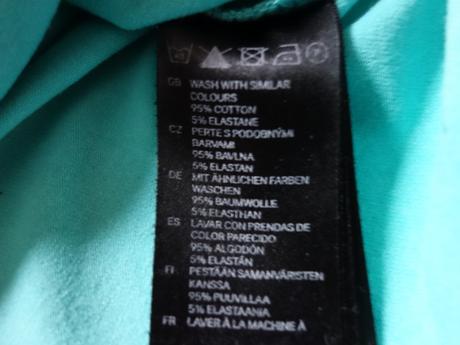 GB WASH WITH SIMILAR
COLOURS
95% COTTON
5% ELASTANE
CZ PERTE S PODOBNÝMI
BARVAMI
95% BAVLNA
5% ELASTAN
DE MIT ÄHNLICHEN FARBEN
WASCHEN
95% BAUMWOLLE
5% ELASTHAN
ES LAVAR CON PRENDAS DE
COLOR PARECIDO
95% ALGODÓN
5% ELASTÁN
FI PESTÄÄN SAMANVÄRISTEN
KANSSA
95% PUUVILLAA
5% ELASTAANIA
FR LAVER À LA MACHINE À